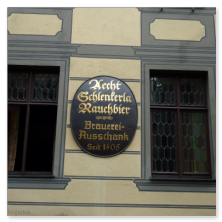 Aecht
Schlenkerla
Rauchbier
Brauerei-
Ausschank
Seit 1405